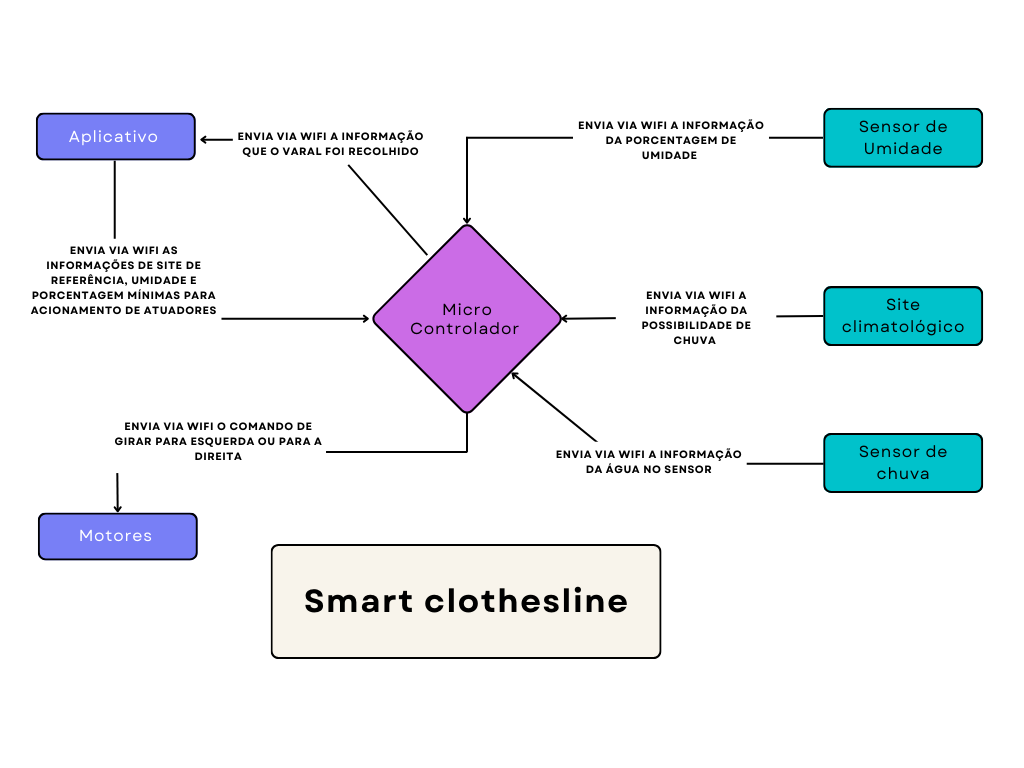 Aplicativo
ENVIA VIA WIFI A INFORMAÇÃO
QUE O VARAL FOI RECOLHIDO
ENVIA VIA WIFI A INFORMAÇÃO
DA PORCENTAGEM DE
UMIDADE
Sensor de
Umidade
ENVIA VIA WIFI AS
INFORMAÇÕES DE SITE DE
REFERÊNCIA, UMIDADE E
PORCENTAGEM MÍNIMAS PARA
ACIONAMENTO DE ATUADORES
Micro
Controlador
ENVIA VIA WIFI A
INFORMAÇÃO DA
POSSIBILIDADE DE
CHUVA
Site
climatológico
ENVIA VIA WIFI O COMANDO DE
GIRAR PARA ESQUERDA OU PARA A
DIREITA
ENVIA VIA WIFI A INFORMAÇÃO
DA ÁGUA NO SENSOR
Sensor de
chuva
Motores
Smart clothesline